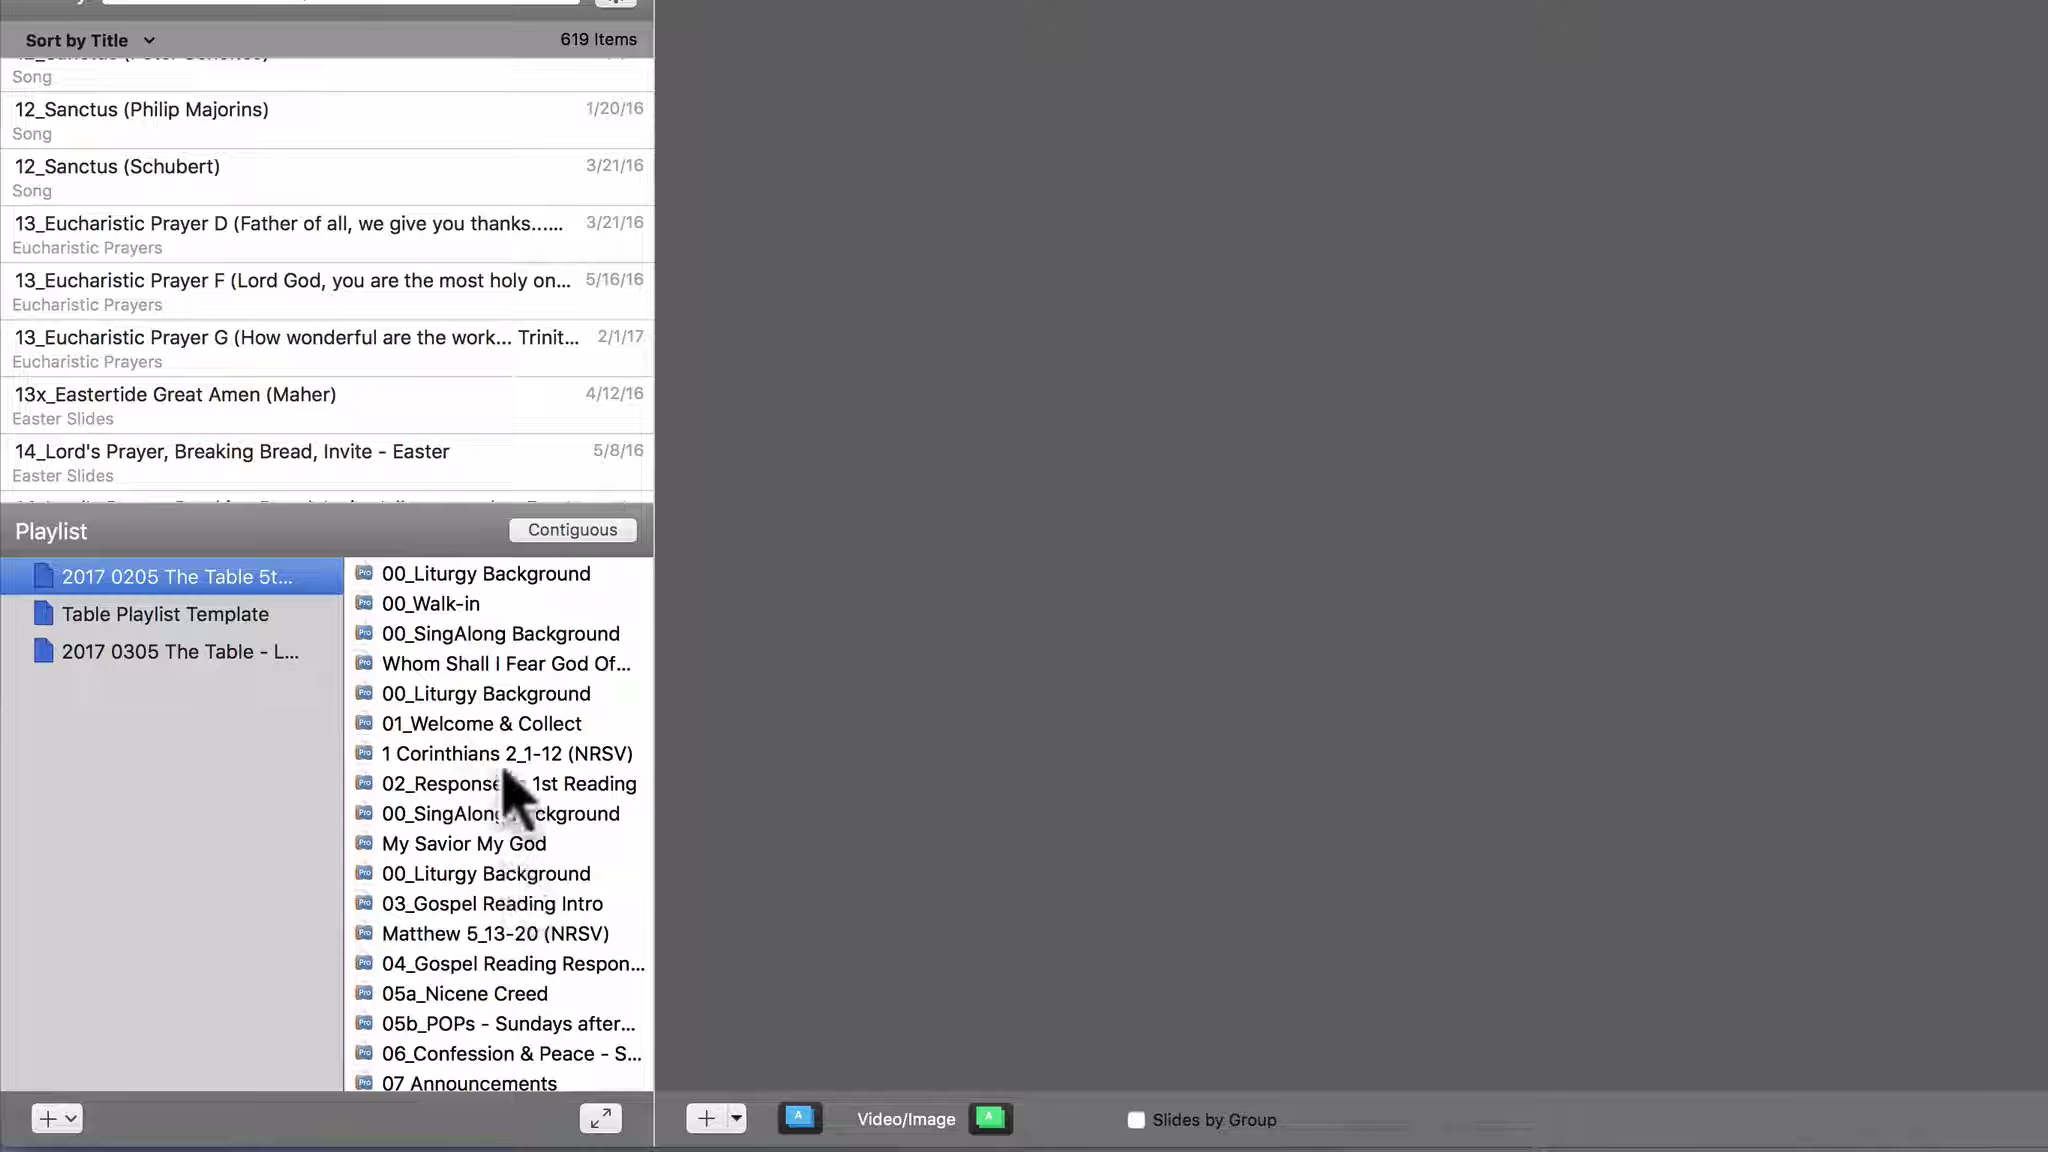 Sort by Title
619 Items
Song
12_Sanctus (Philip Majorins)
1/20/16
Song
12_Sanctus (Schubert)
3/21/16
Song
13_Eucharistic Prayer D (Father of all, we give you thanks......
3/21/16
Eucharistic Prayers
13_Eucharistic Prayer F (Lord God, you are the most holy on...
5/16/16
Eucharistic Prayers
13_Eucharistic Prayer G (How wonderful are the work... Trinit...
2/1/17
Eucharistic Prayers
13x_Eastertide Great Amen (Maher)
4/12/16
Easter Slides
14_Lord's Prayer, Breaking Bread, Invite - Easter
5/8/16
Easter Slides
Playlist
Contiguous
2017 0205 The Table 5t...
Table Playlist Template
2017 0305 The Table - L...
00_Liturgy Background
00_Walk-in
00_SingAlong Background
Whom Shall I Fear God Of...
00_Liturgy Background
01_Welcome & Collect
1 Corinthians 2_1-12 (NRSV)
02_Response 1st Reading
00_SingAlong ckground
My Savior My God
00_Liturgy Background
03_Gospel Reading Intro
Matthew 5_13-20 (NRSV)
04_Gospel Reading Respon...
05a_Nicene Creed
05b_POPs - Sundays after...
06_Confession & Peace - S...
07 Announcements
Video/Image
Slides by Group